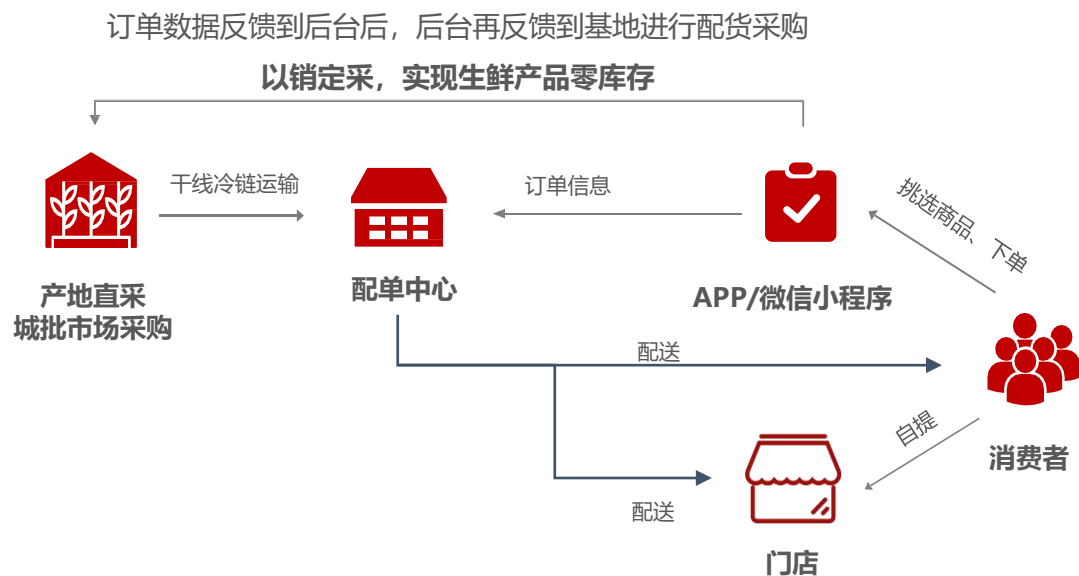 订单数据反馈到后台后，后台再反馈到基地进行配货采购
以销定采，实现生鲜产品零库存
干线冷链运输
订单信息
挑选商品、下单
产地直采
城批市场采购
配单中心
APP/微信小程序
配送
自提
消费者
配送
门店